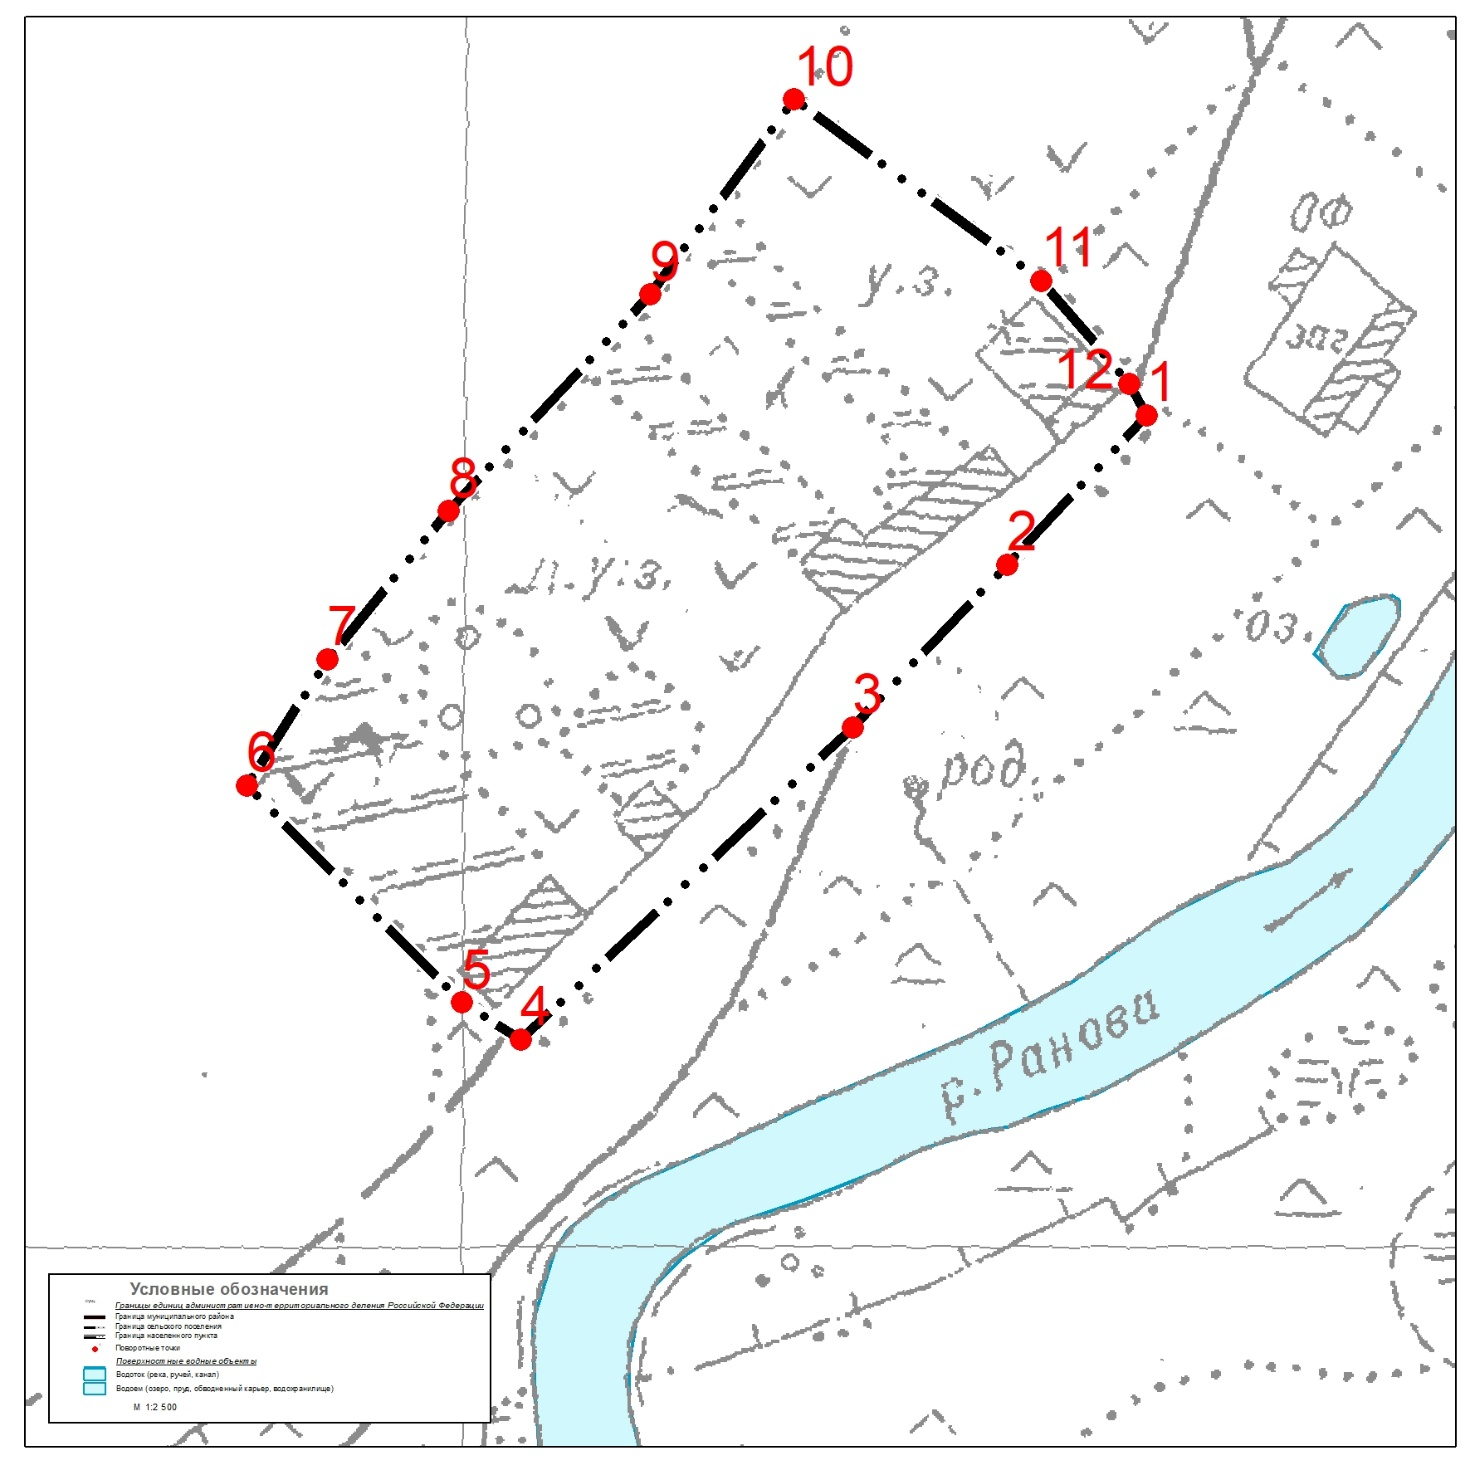 10
11
9
у.з.
ОФ
зпс
12
1
8
2
Л.у.з.
7
оз.
3
6
род.
5
4
р.Ранова
Условные обозначения
Границы единиц административно-территориального деления Российской Федерации
Граница муниципального района
Граница сельского поселения
Граница населенного пункта
Поворотные точки
Поверхностные водные объекты
Водоток (река, ручей, канал)
Водоем (озеро, пруд, обводненный карьер, водохранилище)
М 1:2 500